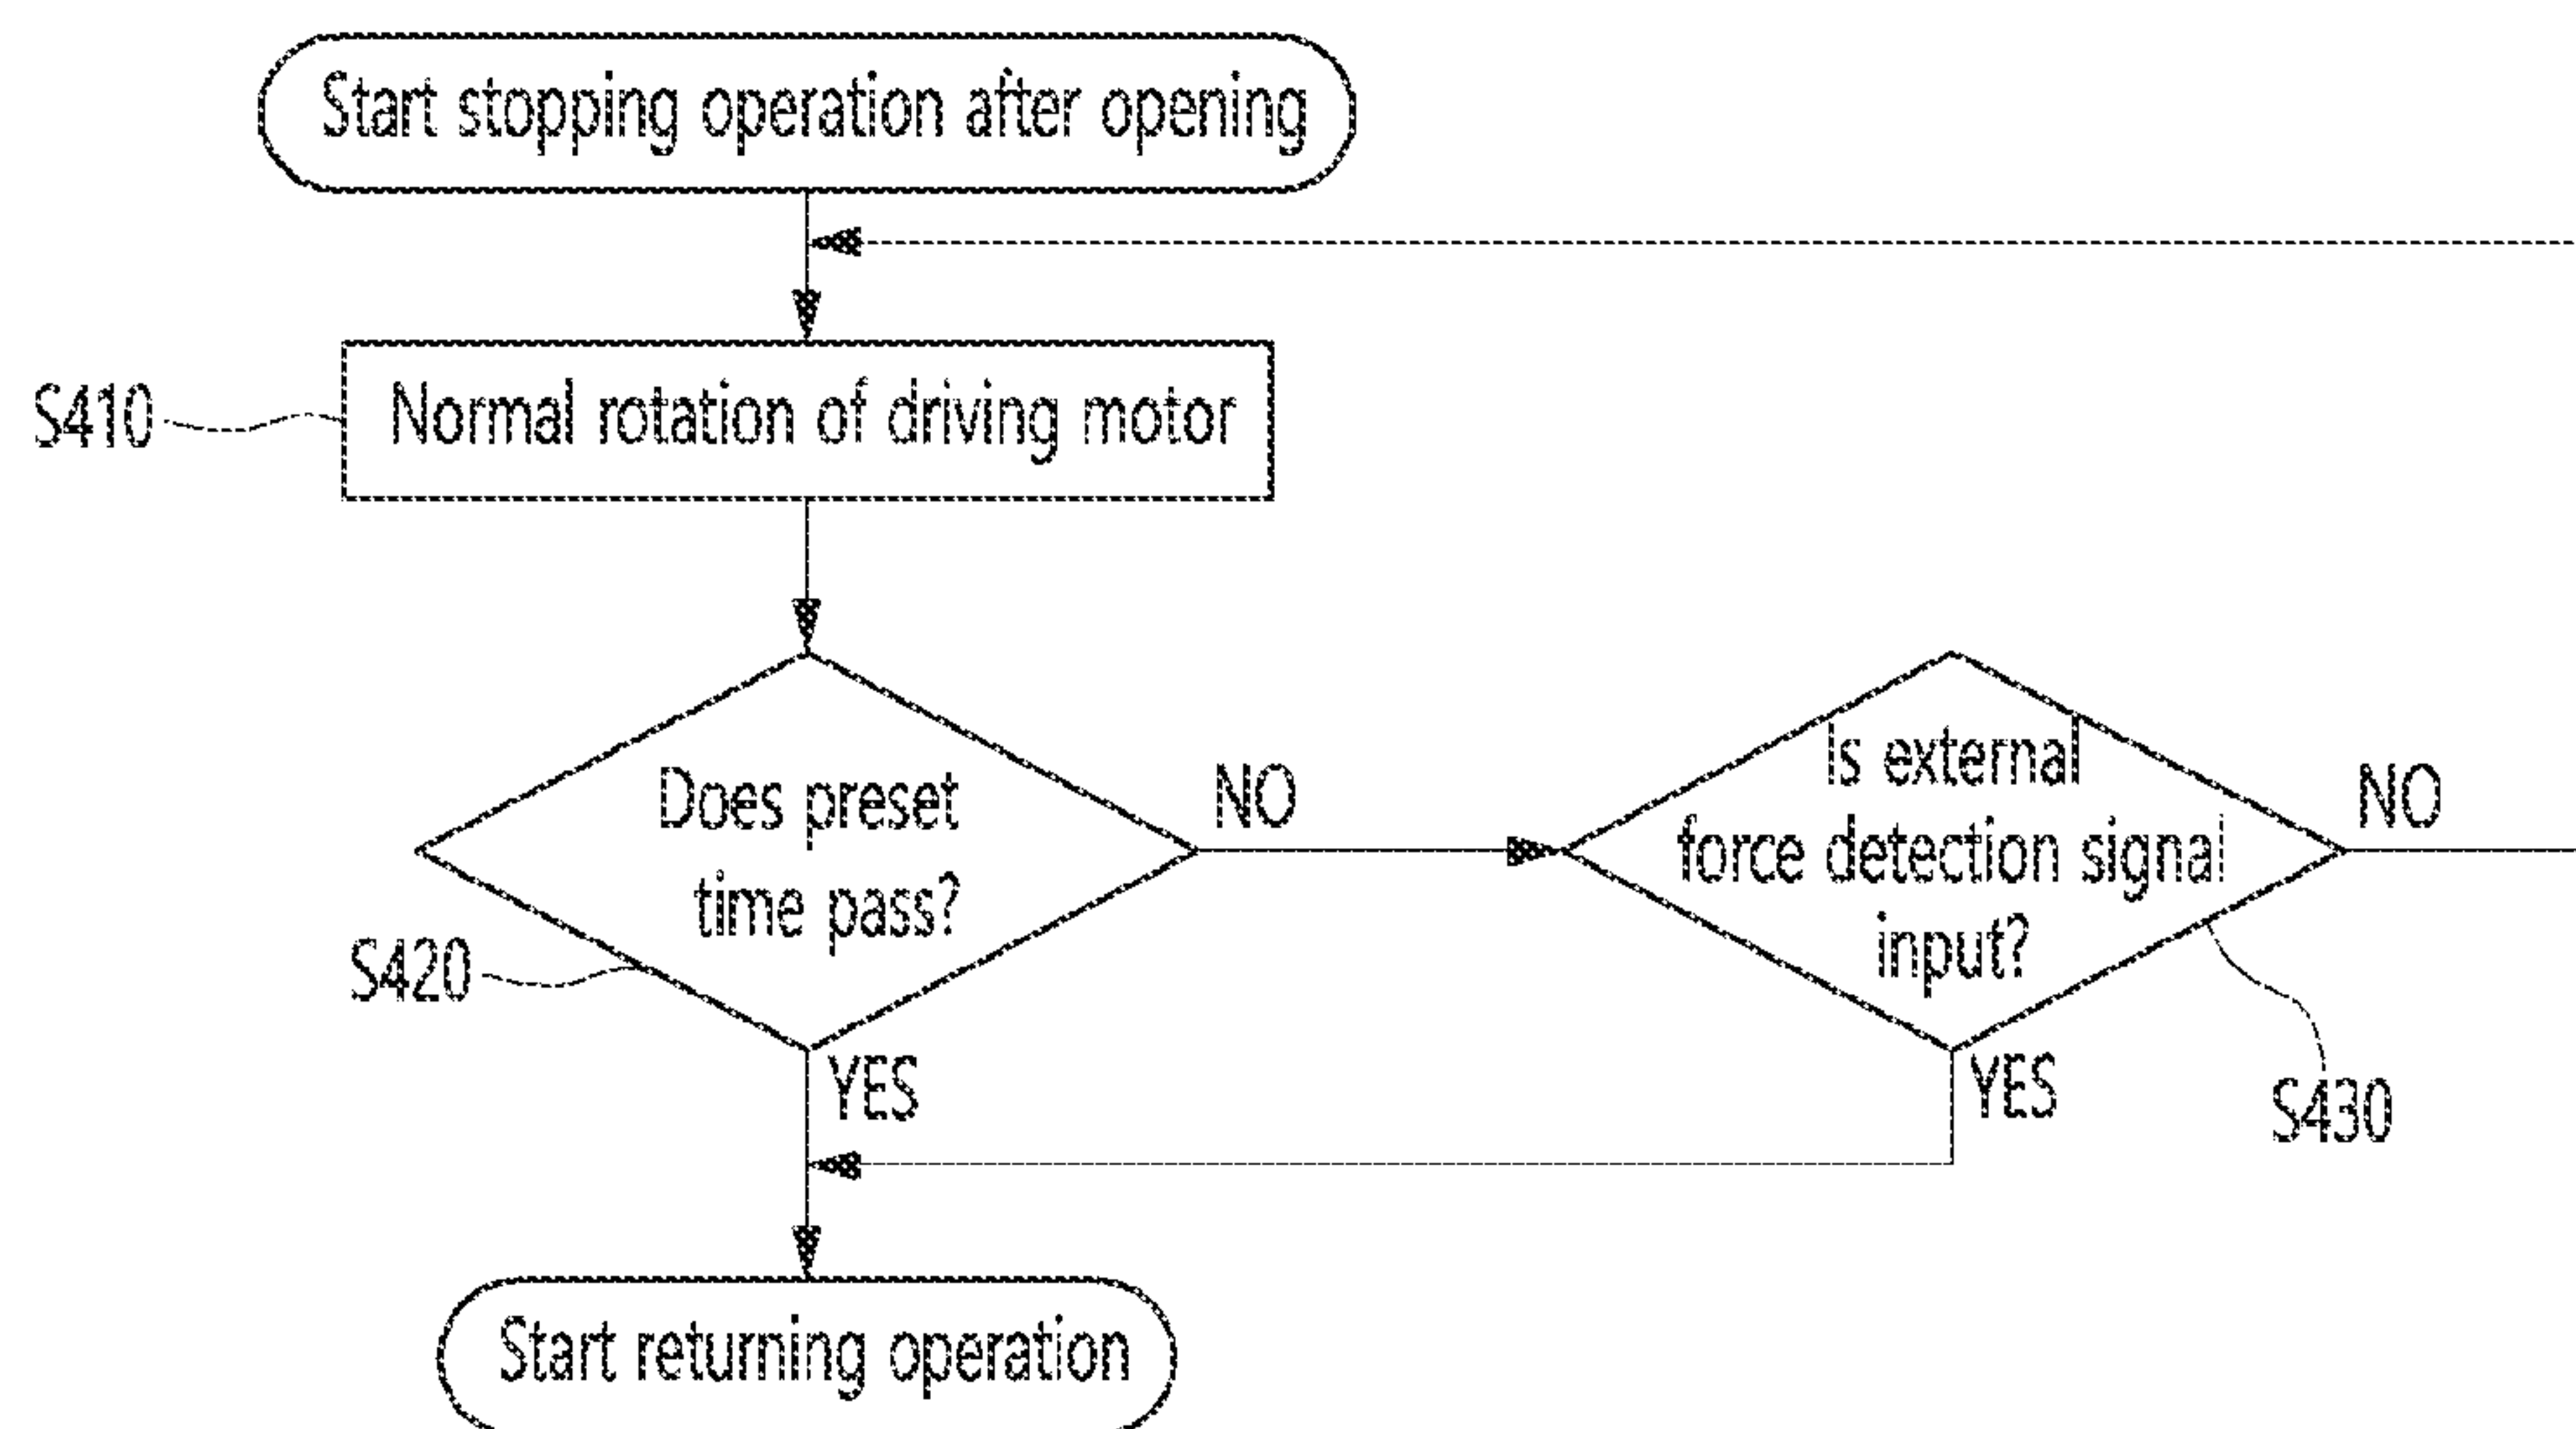 Start stopping operation after opening
S410
Normal rotation of driving motor
Does preset
time pass?
NO
S420
YES
Is external
force detection signal
input?
NO
YES
S430
Start returning operation